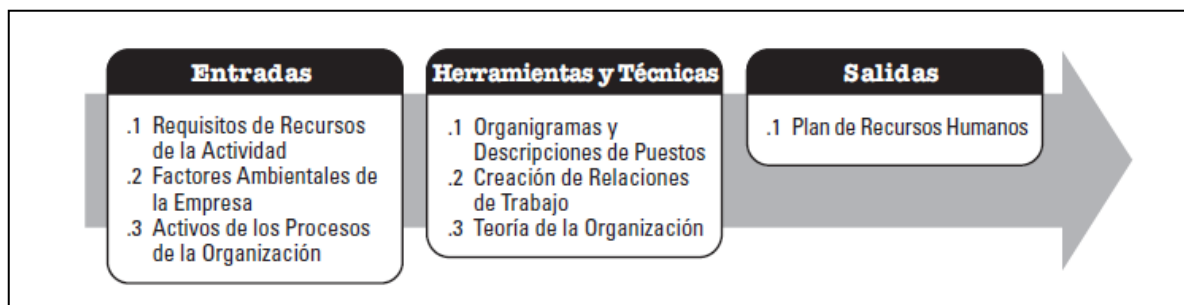 Entradas
.1 Requisitos de Recursos
de la Actividad
.2 Factores Ambientales de
la Empresa
.3 Activos de los Procesos
de la Organización
Herramientas y Técnicas
.1 Organigramas y
Descripciones de Puestos
.2 Creación de Relaciones
de Trabajo
.3 Teoría de la Organización
Salidas
.1 Plan de Recursos Humanos